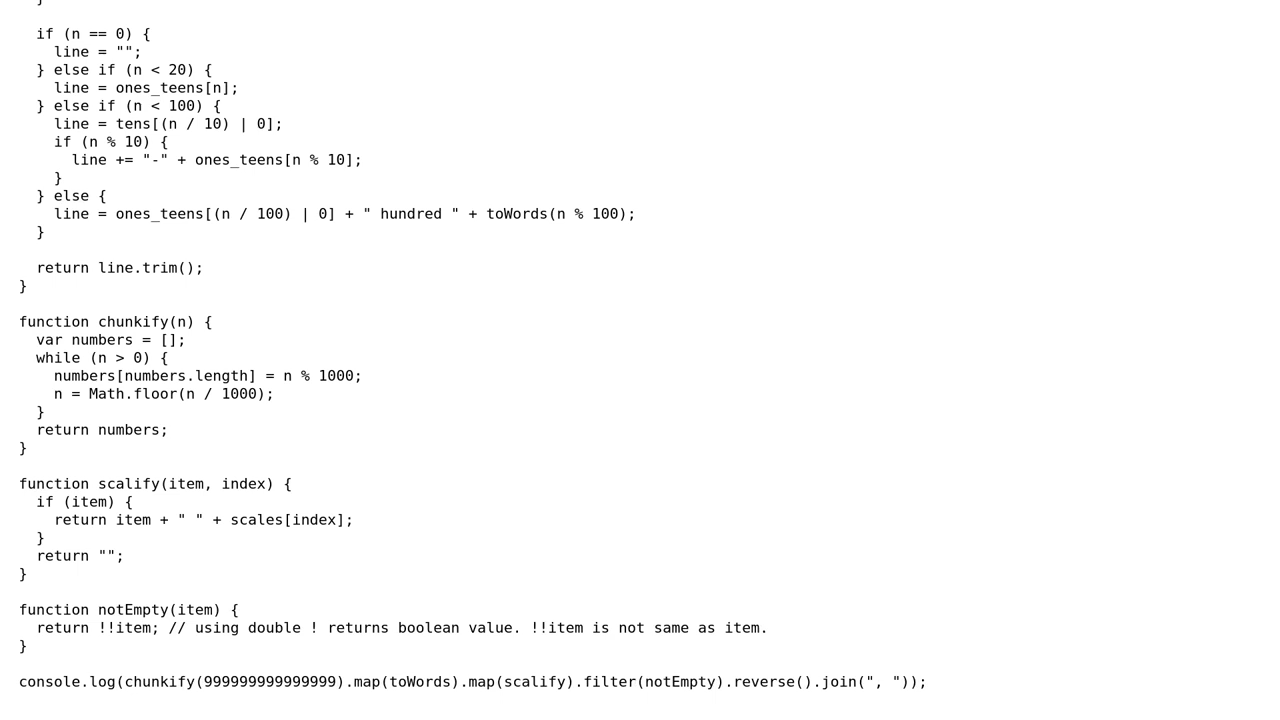 }
if (n == 0) {
line = "";
} else if (n < 20) {
line = ones_teens[n];
} else if (n < 100) {
line = tens[(n / 10) | 0];
if (n % 10) {
line += "-" + ones_teens[n % 10];
}
} else {
line = ones_teens[(n / 100) | 0] + " hundred " + toWords(n % 100);
}
return line.trim();
}
function chunkify(n) {
var numbers = [];
while (n > 0) {
numbers[numbers.length] = n % 1000;
n = Math.floor(n / 1000);
}
return numbers;
}
function scalify(item, index) {
if (item) {
return item + " " + scales[index];
}
return "";
}
function notEmpty(item) {
return !!item; // using double ! returns boolean value. !!item is not same as item.
}
console.log(chunkify(999999999999999).map(toWords).map(scalify).filter(notEmpty).reverse().join(", "));